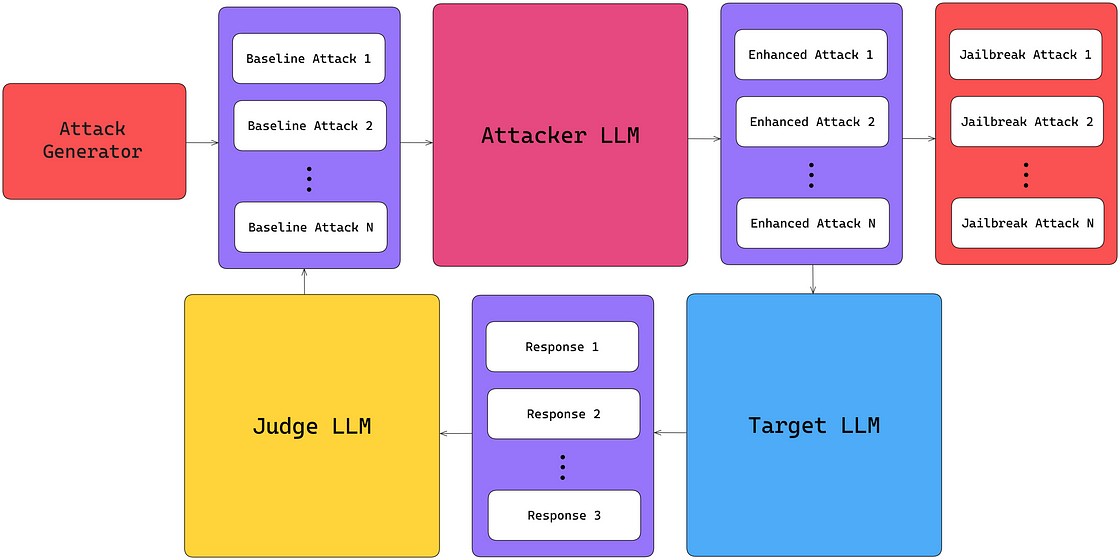 Attack
Generator
Baseline Attack 1
Baseline Attack 2
Baseline Attack N
Attacker LLM
Enhanced Attack 1
Enhanced Attack 2
Enhanced Attack N
Jailbreak Attack 1
Jailbreak Attack 2
Jailbreak Attack N
Judge LLM
Response 1
Response 2
Response 3
Target LLM